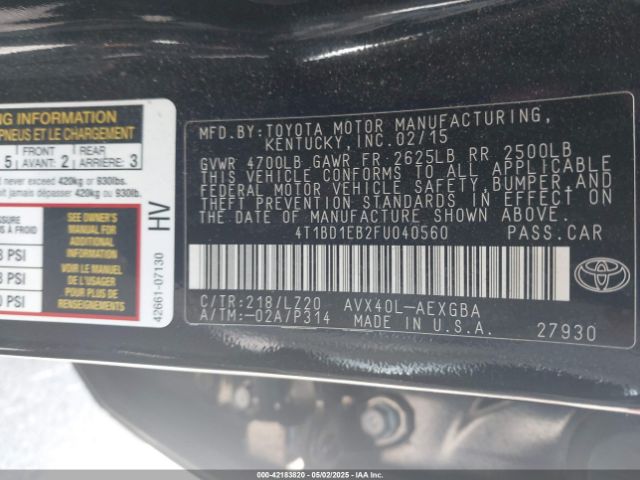 NG INFORMATION
PNEUS ET LE CHARGEMENT
5 FRONT AVANT: 2 REAR ARRIÈRE: 3
never exceed 420kg or 930lbs.
jamais dépasser 420kg ou 930lbs.
SEE OWNER'S
MANUAL FOR
ADDITIONAL
INFORMATION
VOIR LE MANUEL
DE L'USAGER
POUR PLUS DE
RENSEIGNEMENTS
PSI
PSI
PSI
HV
42661-07130
MFD.BY: TOYOTA MOTOR MANUFACTURING,
KENTUCKY, INC. 02/15
GVWR 4700LB GAWR FR 2625LB RR 2500LB
THIS VEHICLE CONFORMS TO ALL APPLICABLE
FEDERAL MOTOR VEHICLE SAFETY, BUMPER, AND
THEFT PREVENTION STANDARDS IN EFFECT ON
THE DATE OF MANUFACTURE SHOWN ABOVE.
4T1BD1EB2FU040560 PASS.CAR
C/TR:218/LZ20 AVX40L-AEXGBA
A/TM:-02A/P314 MADE IN U.S.A. 27930
TOYOTA
000-42183820 - 05/02/2025 - IAA Inc.